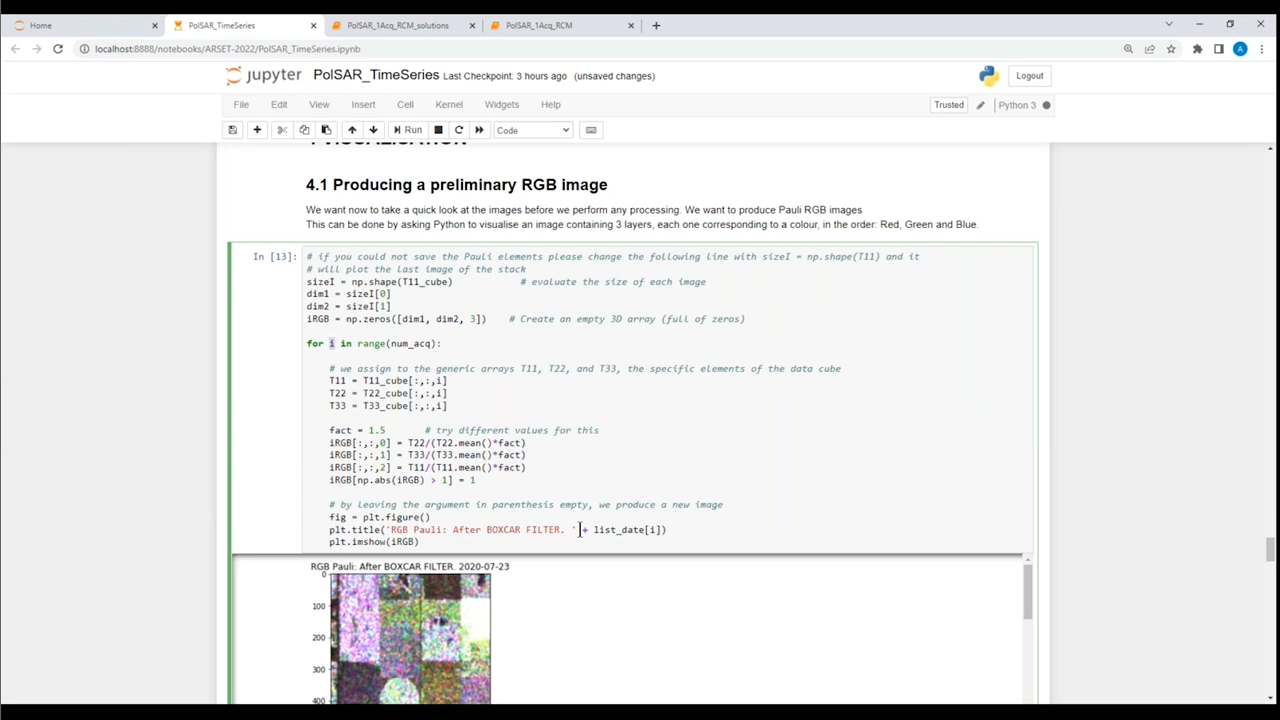 Home
PolSAR_TimeSeries
PolSAR_1Acq_RCM_solutions
PolSAR_1Acq_RCM
localhost:8888/notebooks/ARSET-2022/PolSAR_TimeSeries.ipynb
A
jupyter PolSAR_TimeSeries Last Checkpoint: 3 hours ago (unsaved changes)
Logout
File Edit View Insert Cell Kernel Widgets Help
Trusted
Python 3
Run
Code
4 VISUALISATION
4.1 Producing a preliminary RGB image
We want now to take a quick look at the images before we perform any processing. We want to produce Pauli RGB images
This can be done by asking Python to visualise an image containing 3 layers, each one corresponding to a colour, in the order: Red, Green and Blue.
In [13]:
# if you could not save the Pauli elements please change the following line with sizeI = np.shape(T11) and it
# will plot the last image of the stack
sizeI = np.shape(T11_cube) # evaluate the size of each image
dim1 = sizeI[0]
dim2 = sizeI[1]
iRGB = np.zeros([dim1, dim2, 3]) # Create an empty 3D array (full of zeros)
for i in range(num_acq):
# we assign to the generic arrays T11, T22, and T33, the specific elements of the data cube
T11 = T11_cube[:,:,i]
T22 = T22_cube[:,:,i]
T33 = T33_cube[:,:,i]
fact = 1.5 # try different values for this
iRGB[:,:,0] = T22/(T22.mean()*fact)
iRGB[:,:,1] = T33/(T33.mean()*fact)
iRGB[:,:,2] = T11/(T11.mean()*fact)
iRGB[np.abs(iRGB) > 1] = 1
# by leaving the argument in parenthesis empty, we produce a new image
fig = plt.figure()
plt.title('RGB Pauli: After BOXCAR FILTER. '+ list_date[i])
plt.imshow(iRGB)
RGB Pauli: After BOXCAR FILTER. 2020-07-23
0
100
200
300
400